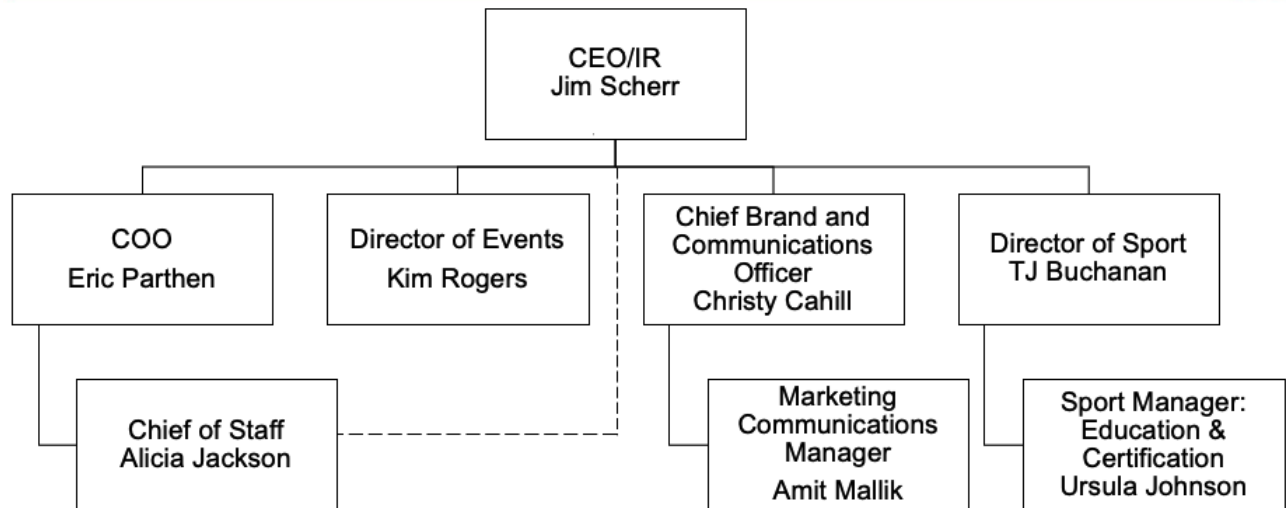 CEO/IR
Jim Scherr
COO
Eric Parthen
Director of Events
Kim Rogers
Chief Brand and
Communications
Officer
Christy Cahill
Director of Sport
TJ Buchanan
Chief of Staff
Alicia Jackson
Marketing
Communications
Manager
Amit Mallik
Sport Manager:
Education &
Certification
Ursula Johnson